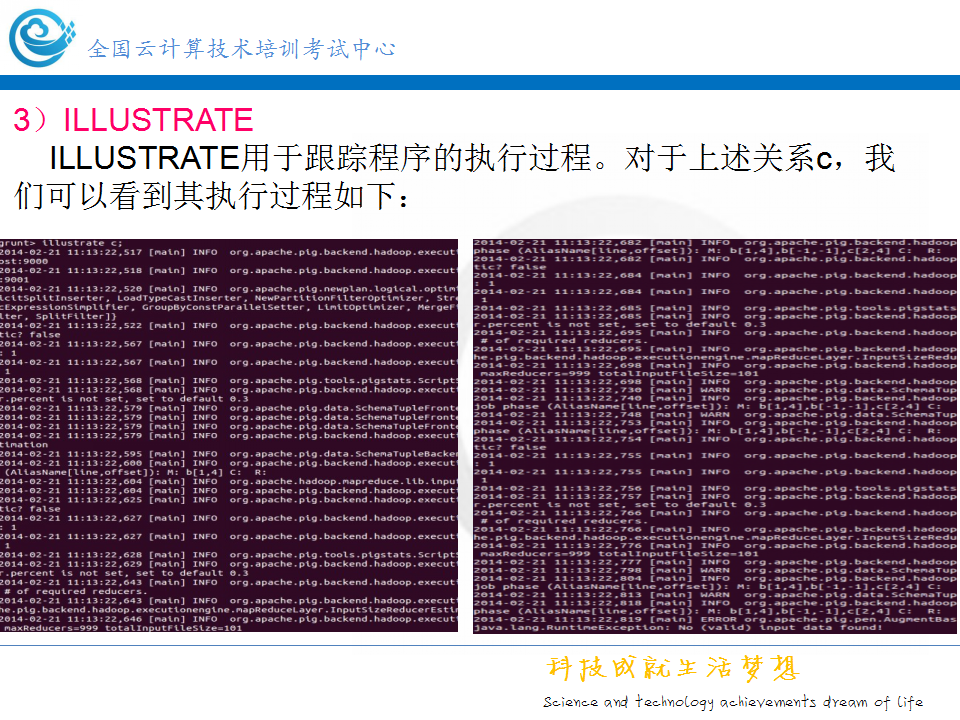 全国云计算技术培训考试中心
3）ILLUSTRATE
ILLUSTRATE用于跟踪程序的执行过程。对于上述关系c，我
们可以看到其执行过程如下：
grunt> illustrate c;
2014-02-21 11:13:22,517 [main] INFO  org.apache.pig.backend.hadoop.executi
ost:9000
2014-02-21 11:13:22,518 [main] INFO  org.apache.pig.backend.hadoop.executi
:9001
2014-02-21 11:13:22,520 [main] INFO  org.apache.pig.newplan.logical.optim
icitSplitInserter, LoadTypeCastInserter, NewPartitionFilterOptimizer, Stre
cExpressionSimplifier, GroupByConstParallelSetter, LimitOptimizer, MergeFi
lter, SplitFilter]}
2014-02-21 11:13:22,522 [main] INFO  org.apache.pig.backend.hadoop.executi
tic? false
2014-02-21 11:13:22,567 [main] INFO  org.apache.pig.backend.hadoop.executi
: 1
2014-02-21 11:13:22,567 [main] INFO  org.apache.pig.backend.hadoop.executi
1
2014-02-21 11:13:22,568 [main] INFO  org.apache.pig.tools.pigstats.ScriptS
2014-02-21 11:13:22,568 [main] INFO  org.apache.pig.backend.hadoop.executi
r.percent is not set, set to default 0.3
2014-02-21 11:13:22,579 [main] INFO  org.apache.pig.data.SchemaTupleFronte
2014-02-21 11:13:22,579 [main] INFO  org.apache.pig.data.SchemaTupleFronte
2014-02-21 11:13:22,579 [main] INFO  org.apache.pig.data.SchemaTupleFronte
2014-02-21 11:13:22,579 [main] INFO  org.apache.pig.backend.hadoop.executi
timation
2014-02-21 11:13:22,595 [main] INFO  org.apache.pig.data.SchemaTupleBacken
2014-02-21 11:13:22,600 [main] INFO  org.apache.pig.backend.hadoop.executi
(AliasName[line,offset]): M: b[1,4] C:  R:
2014-02-21 11:13:22,604 [main] INFO  org.apache.hadoop.mapreduce.lib.input
2014-02-21 11:13:22,604 [main] INFO  org.apache.pig.backend.hadoop.executi
2014-02-21 11:13:22,625 [main] INFO  org.apache.pig.backend.hadoop.executi
tic? false
2014-02-21 11:13:22,627 [main] INFO  org.apache.pig.backend.hadoop.executi
: 1
2014-02-21 11:13:22,627 [main] INFO  org.apache.pig.backend.hadoop.executi
1
2014-02-21 11:13:22,628 [main] INFO  org.apache.pig.tools.pigstats.ScriptS
2014-02-21 11:13:22,629 [main] INFO  org.apache.pig.backend.hadoop.executi
r.percent is not set, set to default 0.3
2014-02-21 11:13:22,643 [main] INFO  org.apache.pig.backend.hadoop.executi
# of required reducers.
2014-02-21 11:13:22,643 [main] INFO  org.apache.pig.backend.hadoop.executi
he.pig.backend.hadoop.executionengine.mapReduceLayer.InputSizeReducerEstim
2014-02-21 11:13:22,646 [main] INFO  org.apache.pig.backend.hadoop.executi
maxReducers=999 totalInputFileSize=101
2014-02-21 11:13:22,682 [main] INFO  org.apache.pig.backend.hadoop
phase (AliasName[line,offset]): M: b[1,4],b[-1,-1],c[2,4] C:  R:
2014-02-21 11:13:22,682 [main] INFO  org.apache.pig.backend.hadoop
tic? false
2014-02-21 11:13:22,684 [main] INFO  org.apache.pig.backend.hadoop
: 1
2014-02-21 11:13:22,684 [main] INFO  org.apache.pig.backend.hadoop
1
2014-02-21 11:13:22,685 [main] INFO  org.apache.pig.tools.pigstats
2014-02-21 11:13:22,685 [main] INFO  org.apache.pig.backend.hadoop
r.percent is not set, set to default 0.3
2014-02-21 11:13:22,695 [main] INFO  org.apache.pig.backend.hadoop
# of required reducers.
2014-02-21 11:13:22,695 [main] INFO  org.apache.pig.backend.hadoop
he.pig.backend.hadoop.executionengine.mapReduceLayer.InputSizeRedu
2014-02-21 11:13:22,698 [main] INFO  org.apache.pig.backend.hadoop
maxReducers=999 totalInputFileSize=101
2014-02-21 11:13:22,698 [main] INFO  org.apache.pig.backend.hadoop
2014-02-21 11:13:22,730 [main] WARN  org.apache.pig.data.SchemaTup
2014-02-21 11:13:22,740 [main] INFO  org.apache.pig.backend.hadoop
job phase (AliasName[line,offset]): M: b[1,4],b[-1,-1],c[2,4] C:
2014-02-21 11:13:22,748 [main] WARN  org.apache.pig.data.SchemaTup
2014-02-21 11:13:22,753 [main] INFO  org.apache.pig.backend.hadoop
phase (AliasName[line,offset]): M: b[1,4],b[-1,-1],c[2,4] C:  R:
2014-02-21 11:13:22,754 [main] INFO  org.apache.pig.backend.hadoop
tic? false
2014-02-21 11:13:22,755 [main] INFO  org.apache.pig.backend.hadoop
: 1
2014-02-21 11:13:22,755 [main] INFO  org.apache.pig.backend.hadoop
1
2014-02-21 11:13:22,756 [main] INFO  org.apache.pig.tools.pigstats
2014-02-21 11:13:22,757 [main] INFO  org.apache.pig.backend.hadoop
r.percent is not set, set to default 0.3
2014-02-21 11:13:22,766 [main] INFO  org.apache.pig.backend.hadoop
# of required reducers.
2014-02-21 11:13:22,766 [main] INFO  org.apache.pig.backend.hadoop
he.pig.backend.hadoop.executionengine.mapReduceLayer.InputSizeRedu
2014-02-21 11:13:22,776 [main] INFO  org.apache.pig.backend.hadoop
maxReducers=999 totalInputFileSize=101
2014-02-21 11:13:22,777 [main] INFO  org.apache.pig.backend.hadoop
2014-02-21 11:13:22,798 [main] WARN  org.apache.pig.data.SchemaTup
2014-02-21 11:13:22,804 [main] INFO  org.apache.pig.backend.hadoop
job phase (AliasName[line,offset]): M: b[1,4],b[-1,-1],c[2,4] C:
2014-02-21 11:13:22,813 [main] WARN  org.apache.pig.data.SchemaTup
2014-02-21 11:13:22,818 [main] INFO  org.apache.pig.backend.hadoop
phase (AliasName[line,offset]): M: b[1,4],b[-1,-1],c[2,4] C:  R:
2014-02-21 11:13:22,819 [main] ERROR org.apache.pig.pen.AugmentBas
java.lang.RuntimeException: No (valid) input data found!
科技成就生活梦想
Science and technology achievements dream of life